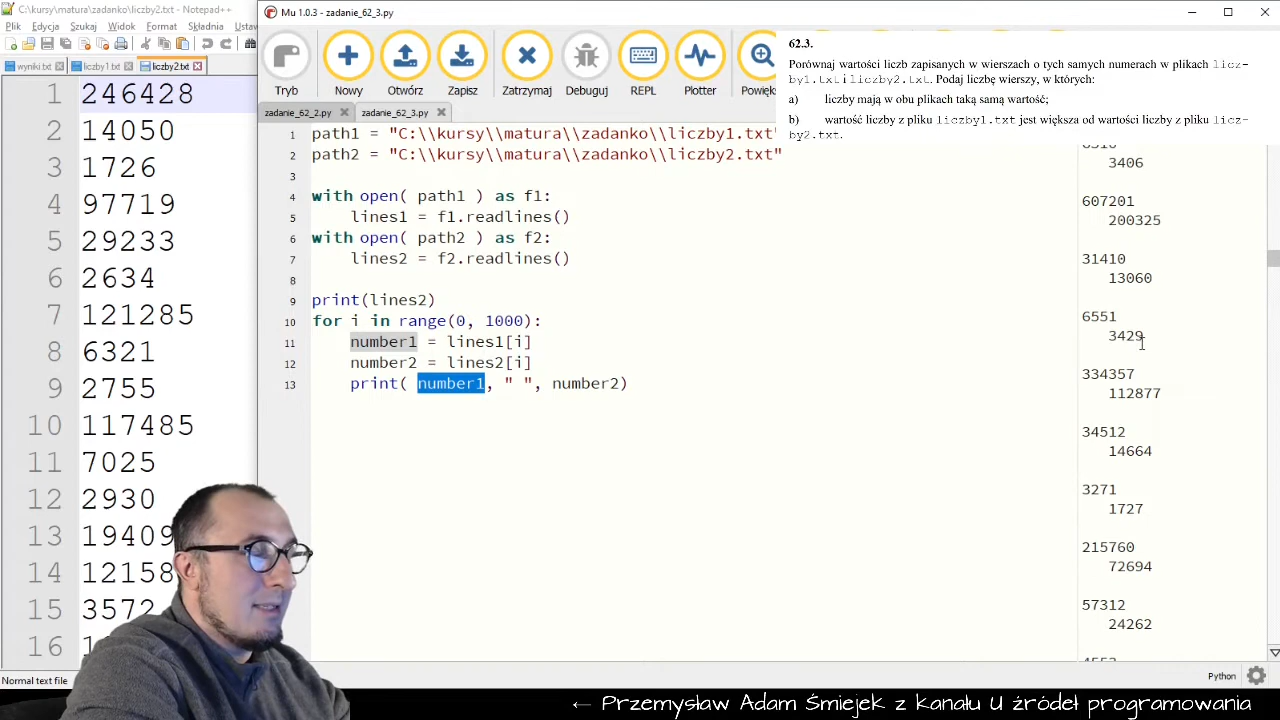 C:\kursy\matura\zadanko\liczby2.txt - Notepad++
Plik Edycja Szukaj Widok Format Składnia Ustaw
wyniki.txt liczby1.txt liczby2.txt
1 246428
2 14050
3 1726
4 97719
5 29233
6 2634
7 121285
8 6321
9 2755
10 117485
11 7025
12 2930
13 19409
14 12158
15 3572
16
Normal text file
Mu 1.0.3 - zadanie_62_3.py
Tryb Nowy Otwórz Zapisz Zatrzymaj Debuguj REPL Plotter Powięks
zadanie_62_2.py zadanie_62_3.py
1 path1 = "C:\\kursy\\matura\\zadanko\\liczby1.txt"
2 path2 = "C:\\kursy\\matura\\zadanko\\liczby2.txt"
3
4 with open( path1 ) as f1:
5 lines1 = f1.readlines()
6 with open( path2 ) as f2:
7 lines2 = f2.readlines()
8
9 print(lines2)
10 for i in range(0, 1000):
11 number1 = lines1[i]
12 number2 = lines2[i]
13 print( number1, " ", number2)
62.3.
Porównaj wartości liczb zapisanych w wierszach o tych samych numerach w plikach licz-
by1.txt i liczby2.txt. Podaj liczbę wierszy, w których:
a) liczby mają w obu plikach taką samą wartość;
b) wartość liczby z pliku liczby1.txt jest większa od wartości liczby z pliku licz-
by2.txt.
3406
607201
200325
31410
13060
6551
3429
334357
112877
34512
14664
3271
1727
215760
72694
57312
24262
Python
← Przemysław Adam Śmiejek z kanału U źródeł programowania